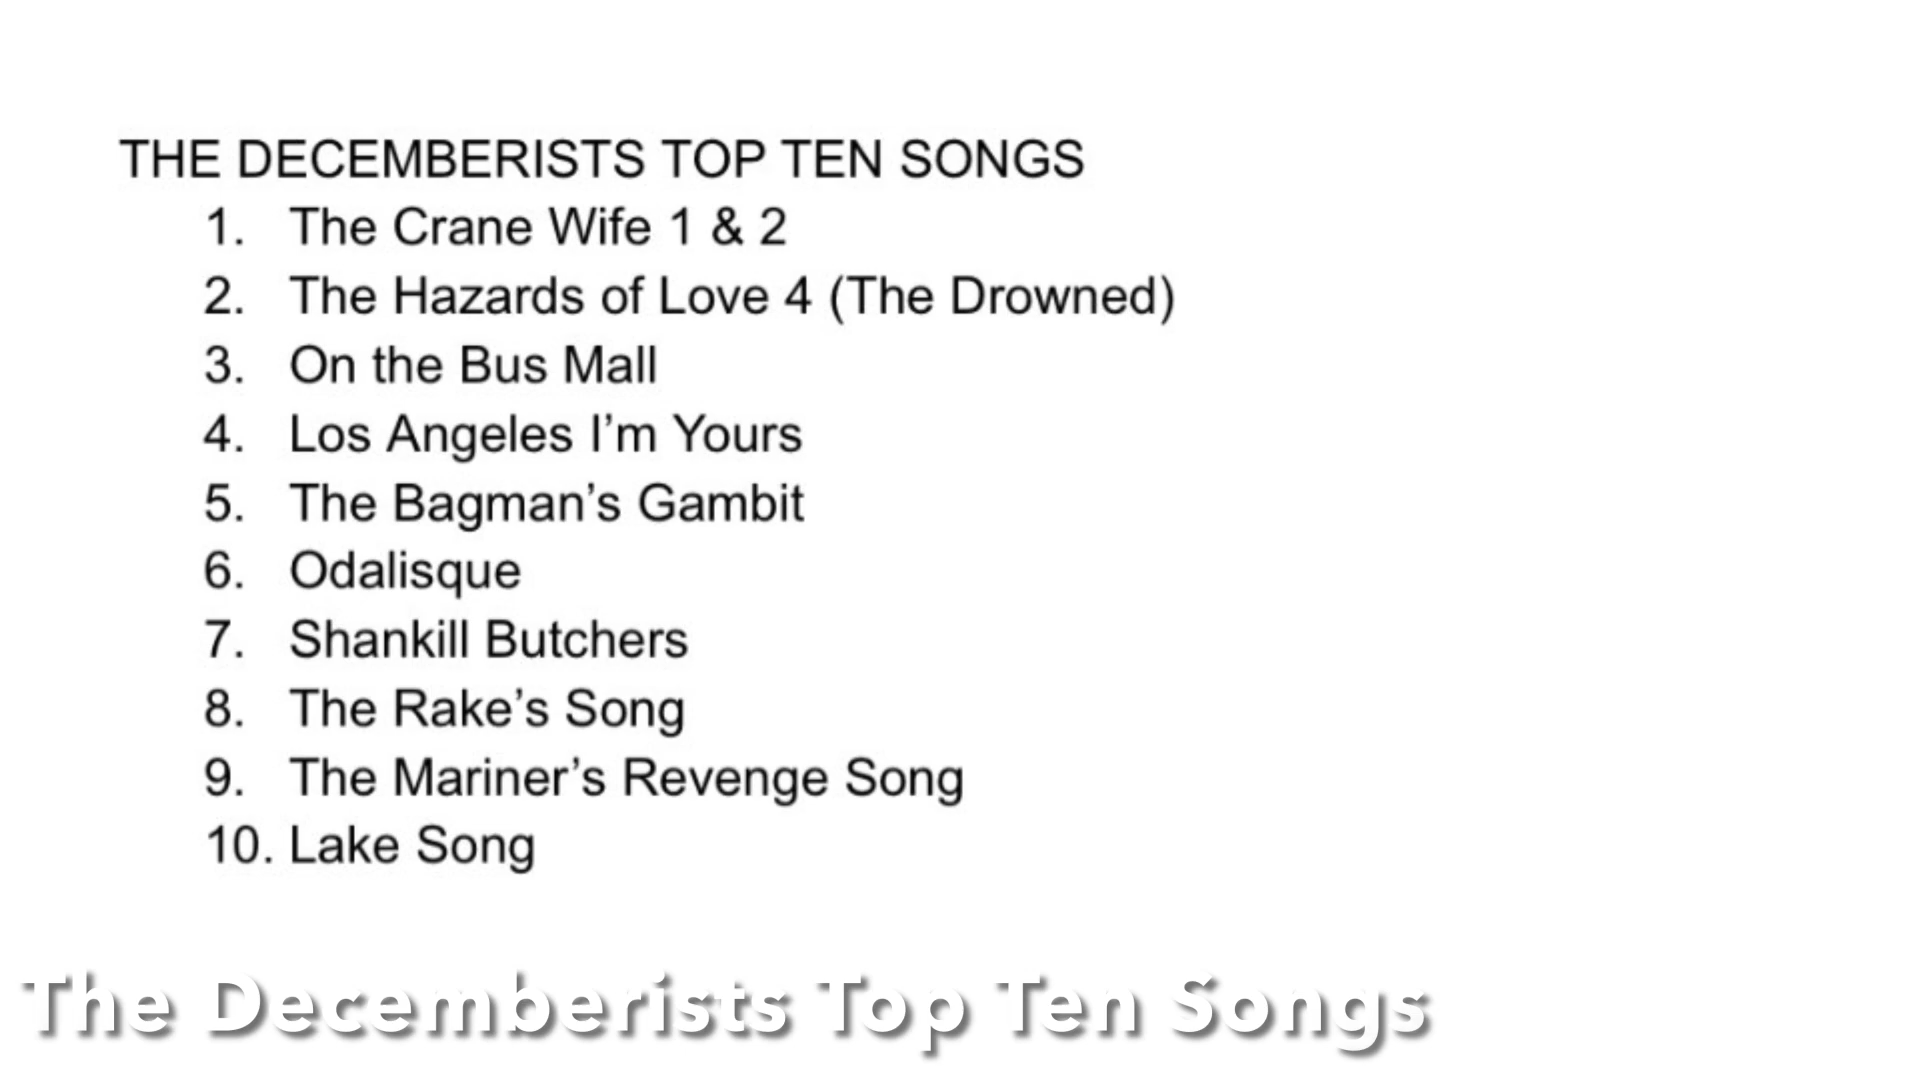 THE DECEMBERISTS TOP TEN SONGS
1. The Crane Wife 1 & 2
2. The Hazards of Love 4 (The Drowned)
3. On the Bus Mall
4. Los Angeles I’m Yours
5. The Bagman’s Gambit
6. Odalisque
7. Shankill Butchers
8. The Rake’s Song
9. The Mariner’s Revenge Song
10. Lake Song
The Decemberists Top Ten Songs